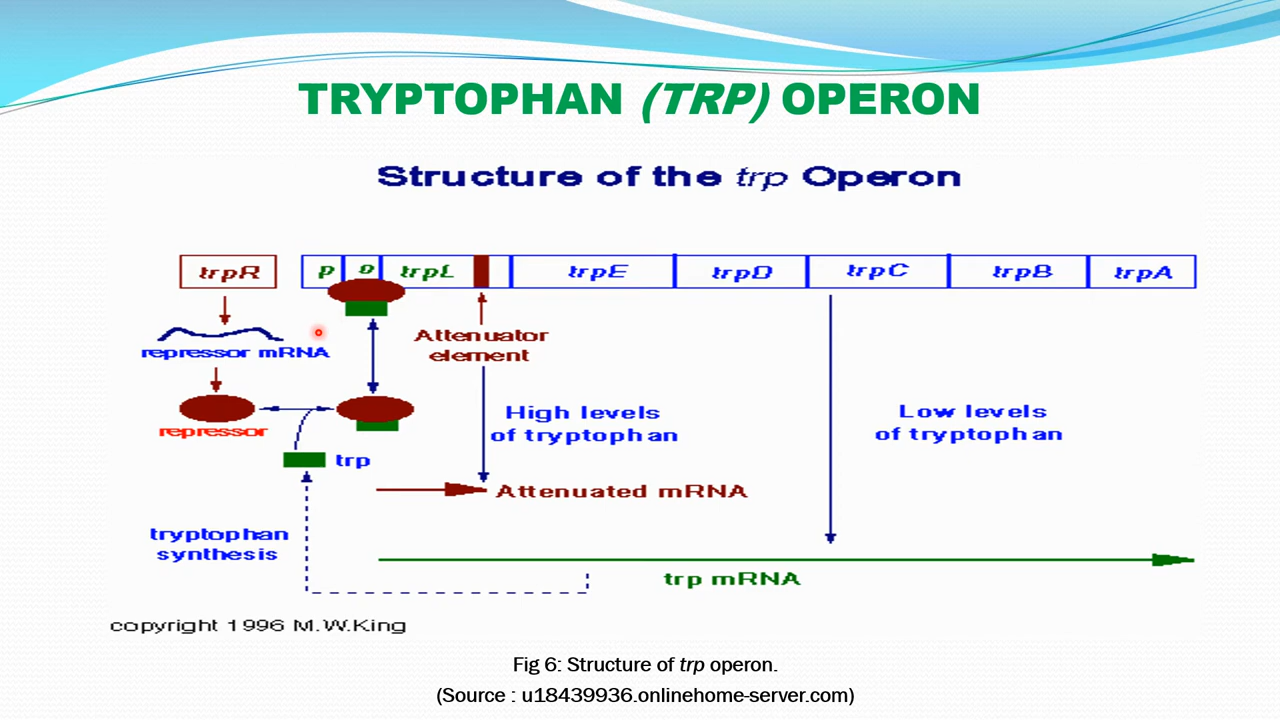 TRYPTOPHAN (TRP) OPERON
Structure of the trp Operon
trpR
p
o
trpL
trpE
trpD
trpC
trpB
trpA
repressor mRNA
Attenuator
element
repressor
trp
High levels
of tryptophan
Low levels
of tryptophan
Attenuated mRNA
tryptophan
synthesis
trp mRNA
copyright 1996 M.W.King
Fig 6: Structure of trp operon.
(Source : u18439936.onlinehome-server.com)